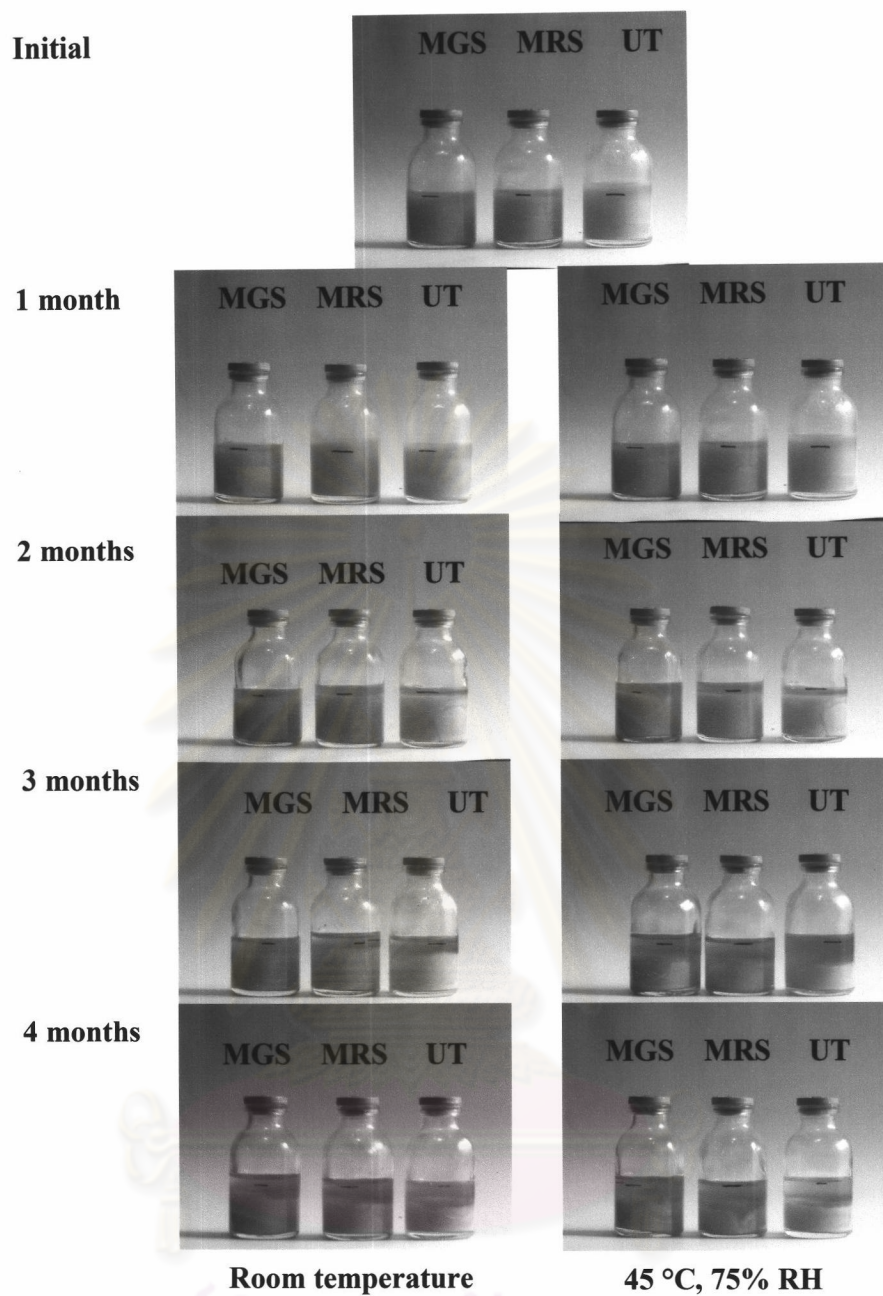 Initial
MGS MRS UT
1 month
MGS MRS UT
MGS MRS UT
2 months
MGS MRS UT
MGS MRS UT
3 months
MGS MRS UT
MGS MRS UT
4 months
MGS MRS UT
MGS MRS UT
Room temperature
45 °C, 75% RH